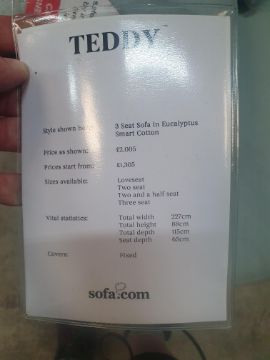 TEDDY
Style shown here: 3 Seat Sofa in Eucalyptus
Smart Cotton
Price as shown: £2,005
Prices start from: £1,305
Sizes available: Loveseat
Two seat
Two and a half seat
Three seat
Vital statistics: Total width 227cm
Total height 88cm
Total depth 115cm
Seat depth 65cm
Covers: Fixed
sofa.com